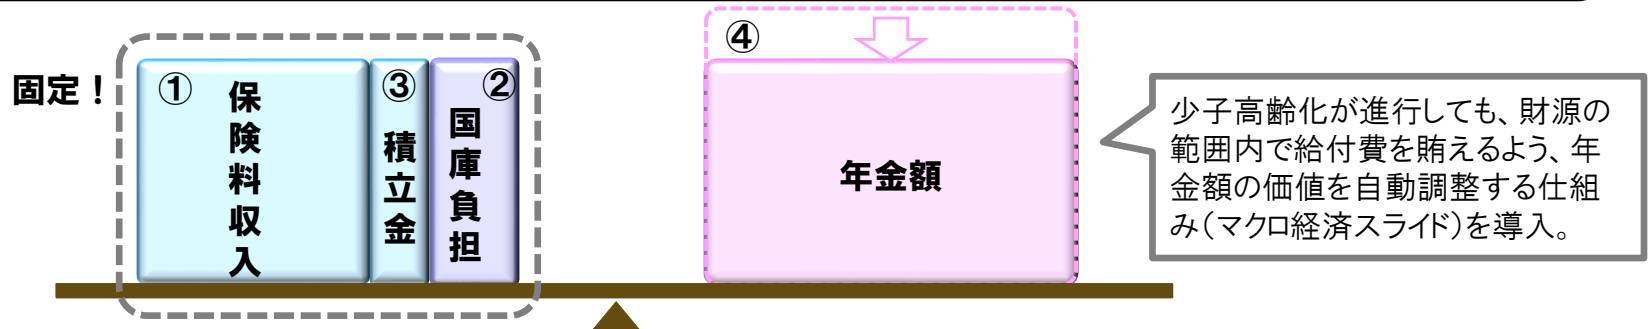 固定！
①
保険料収入
③
積立金
②
国庫負担
④
年金額
少子高齢化が進行しても、財源の
範囲内で給付費を賄えるよう、年
金額の価値を自動調整する仕組
み（マクロ経済スライド）を導入。